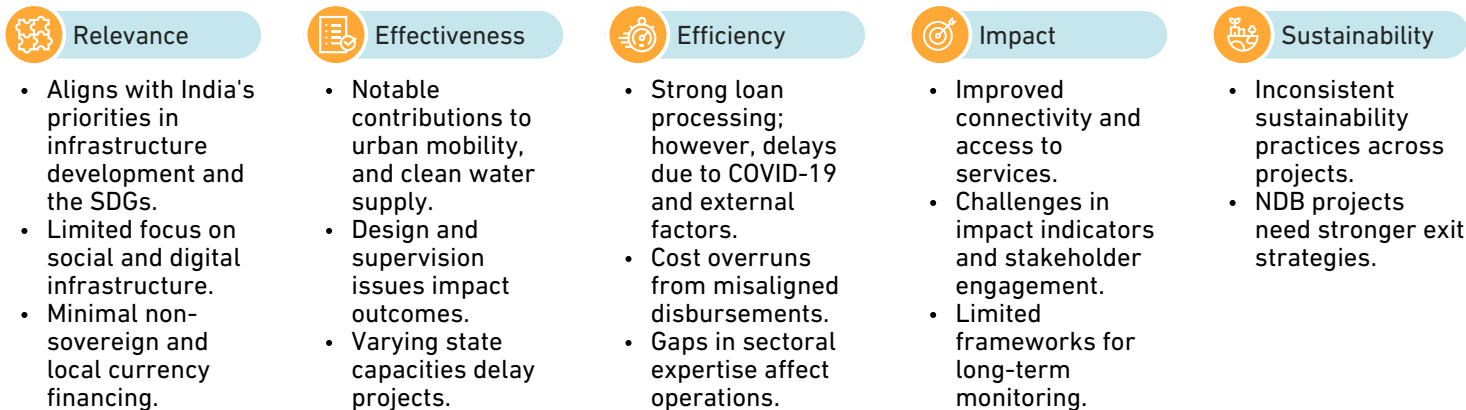 Relevance
• Aligns with India's
priorities in
infrastructure
development and
the SDGs.
• Limited focus on
social and digital
infrastructure.
• Minimal non-
sovereign and
local currency
financing.
Effectiveness
• Notable
contributions to
urban mobility,
and clean water
supply.
• Design and
supervision
issues impact
outcomes.
• Varying state
capacities delay
projects.
Efficiency
• Strong loan
processing;
however, delays
due to COVID-19
and external
factors.
• Cost overruns
from misaligned
disbursements.
• Gaps in sectoral
expertise affect
operations.
Impact
• Improved
connectivity and
access to
services.
• Challenges in
impact indicators
and stakeholder
engagement.
• Limited
frameworks for
long-term
monitoring.
Sustainability
• Inconsistent
sustainability
practices across
projects.
• NDB projects
need stronger exit
strategies.